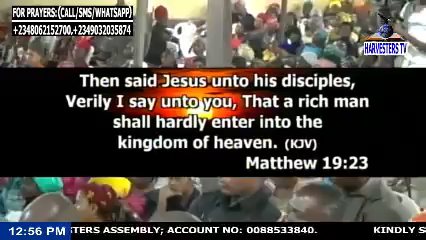 FOR PRAYERS:(CALL/SMS/WHATSAPP)
+2348062152700,+2349032035874
HARVESTERS TV
Then said Jesus unto his disciples,
Verily I say unto you, That a rich man
shall hardly enter into the
kingdom of heaven. (KJV)
Matthew 19:23
12:56 PM
STERS ASSEMBLY; ACCOUNT NO: 0088533840.
KINDLY S